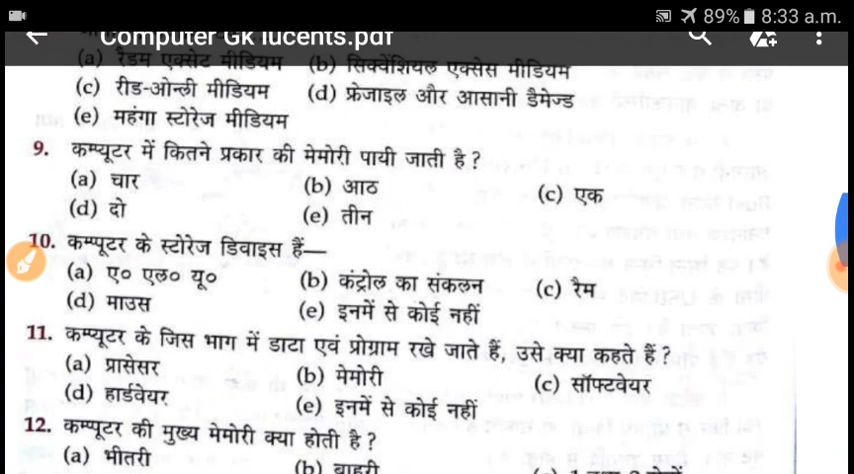 89% 8:33 a.m.
Computer Gk lucents.pdf
(a) रैडम एक्सेट मीडियम (b) सिक्वेंशियल एक्सेस मीडियम
(c) रीड-ओन्ली मीडियम (d) फ्रेजाइल और आसानी डैमेज्ड
(e) महंगा स्टोरेज मीडियम
9. कम्प्यूटर में कितने प्रकार की मेमोरी पायी जाती है ?
(a) चार (b) आठ (c) एक
(d) दो (e) तीन
10. कम्पूटर के स्टोरेज डिवाइस हैं—
(a) ए० एल० यू० (b) कंट्रोल का संकलन (c) रैम
(d) माउस (e) इनमें से कोई नहीं
11. कम्प्यूटर के जिस भाग में डाटा एवं प्रोग्राम रखे जाते हैं, उसे क्या कहते हैं ?
(a) प्रासेसर (b) मेमोरी (c) सॉफ्टवेयर
(d) हार्डवेयर (e) इनमें से कोई नहीं
12. कम्प्यूटर की मुख्य मेमोरी क्या होती है ?
(a) भीतरी (b) बाहरी